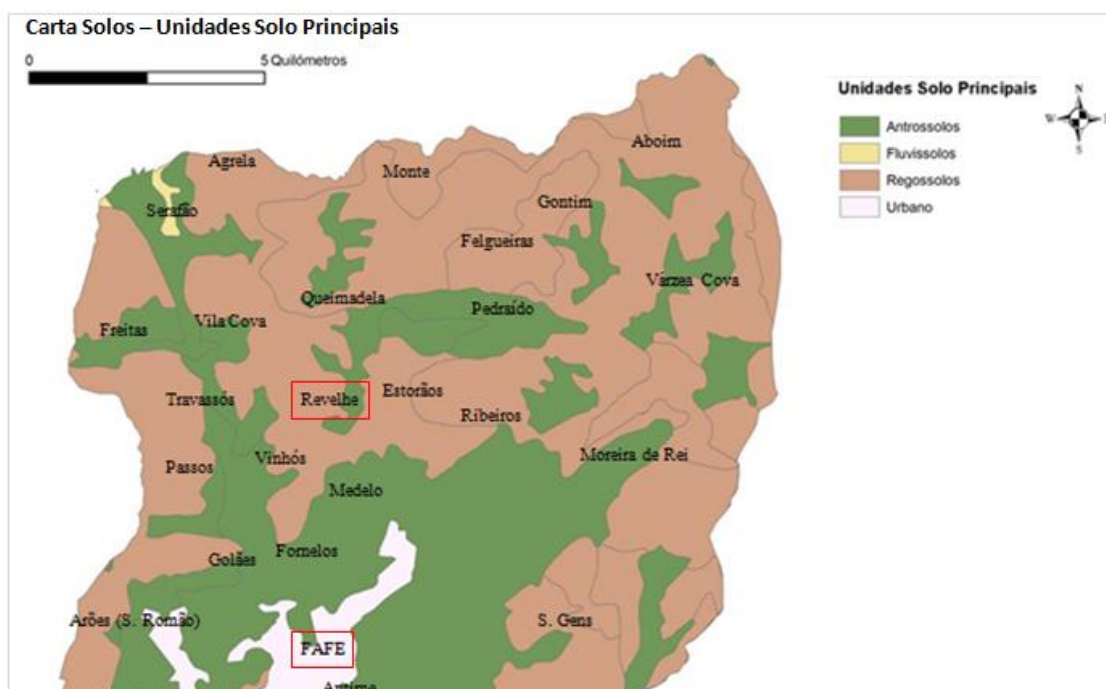 Carta Solos – Unidades Solo Principais
0 5 Quilómetros
Unidades Solo Principais
N
W
S
Antrossolos
Fluvissolos
Regossolos
Urbano
Aboim
Agrela
Monte
Gontim
Serafão
Felgueiras
Várzea Cova
Queimadela
Pedraído
Vila Cova
Freitas
Estorãos
Travassós
Revelhe
Ribeiros
Moreira de Rei
Vinhós
Passos
Medelo
Fornelos
Golães
Arões (S. Romão)
S. Gens
FAFE